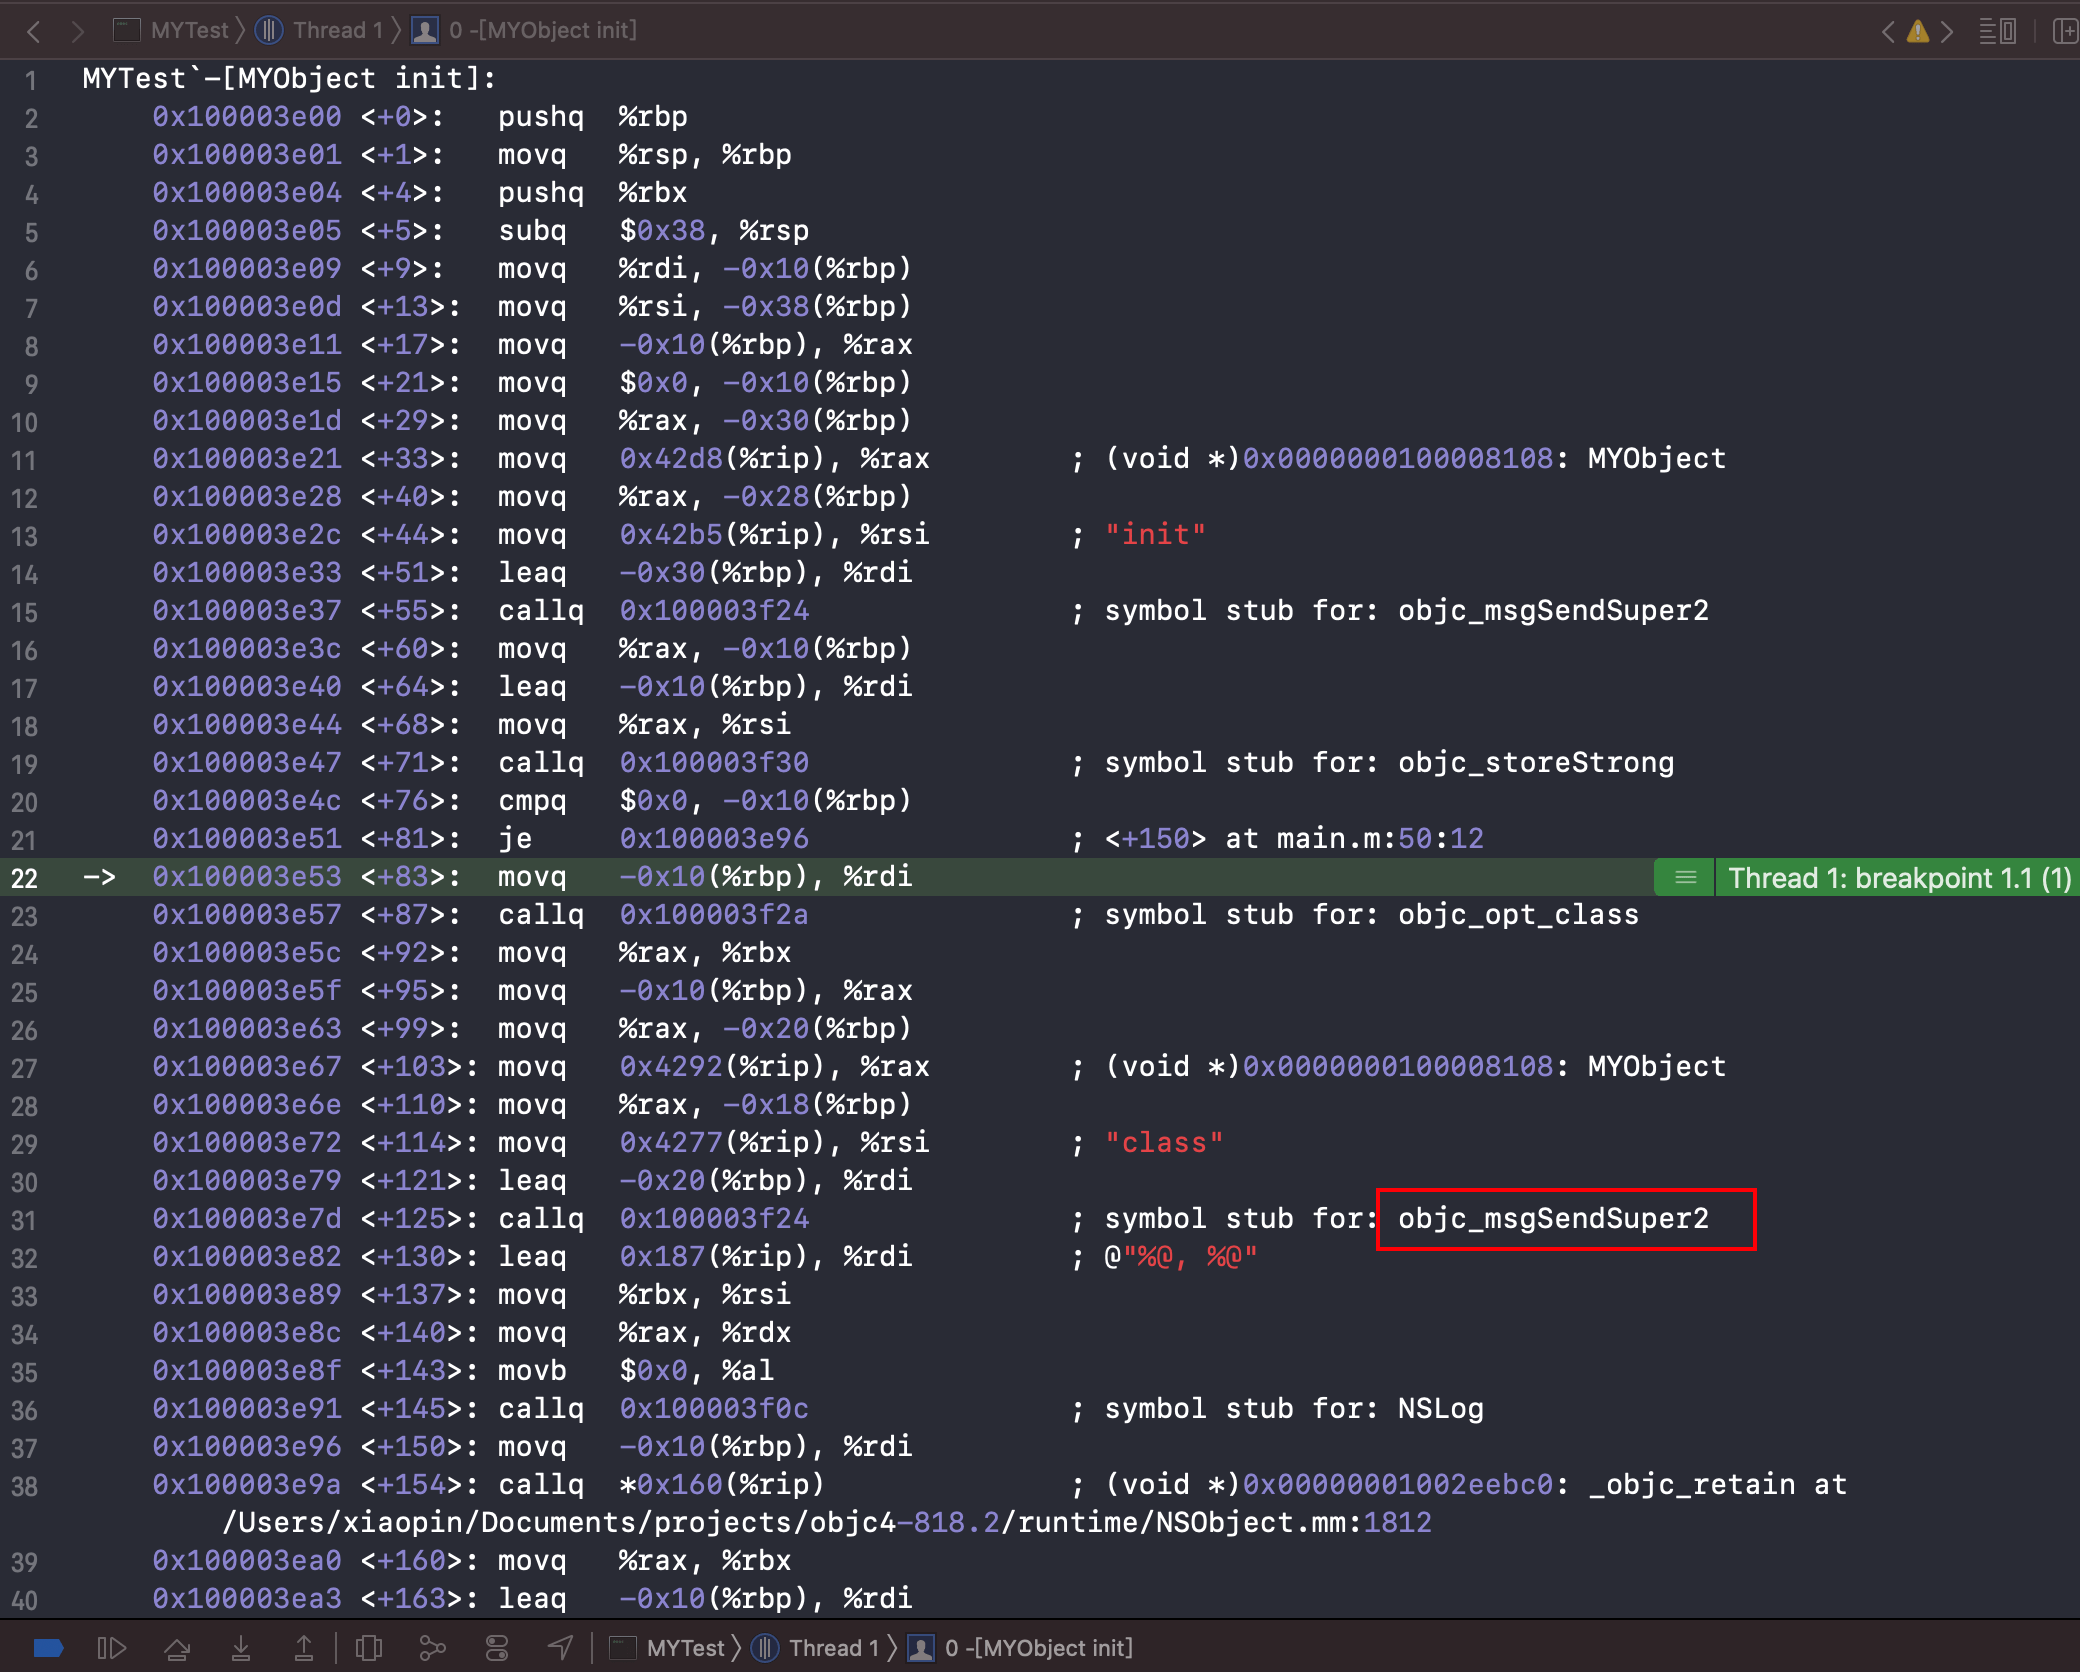 MYTest 〉 Thread 1 〉 0 -[MYObject init]
1 MYTest`-[MYObject init]:
2 0x100003e00 <+0>: pushq %rbp
3 0x100003e01 <+1>: movq %rsp, %rbp
4 0x100003e04 <+4>: pushq %rbx
5 0x100003e05 <+5>: subq $0x38, %rsp
6 0x100003e09 <+9>: movq %rdi, -0x10(%rbp)
7 0x100003e0d <+13>: movq %rsi, -0x38(%rbp)
8 0x100003e11 <+17>: movq -0x10(%rbp), %rax
9 0x100003e15 <+21>: movq $0x0, -0x10(%rbp)
10 0x100003e1d <+29>: movq %rax, -0x30(%rbp)
11 0x100003e21 <+33>: movq 0x42d8(%rip), %rax ; (void *)0x0000000100008108: MYObject
12 0x100003e28 <+40>: movq %rax, -0x28(%rbp)
13 0x100003e2c <+44>: movq 0x42b5(%rip), %rsi ; "init"
14 0x100003e33 <+51>: leaq -0x30(%rbp), %rdi
15 0x100003e37 <+55>: callq 0x100003f24 ; symbol stub for: objc_msgSendSuper2
16 0x100003e3c <+60>: movq %rax, -0x10(%rbp)
17 0x100003e40 <+64>: leaq -0x10(%rbp), %rdi
18 0x100003e44 <+68>: movq %rax, %rsi
19 0x100003e47 <+71>: callq 0x100003f30 ; symbol stub for: objc_storeStrong
20 0x100003e4c <+76>: cmpq $0x0, -0x10(%rbp)
21 0x100003e51 <+81>: je 0x100003e96 ; <+150> at main.m:50:12
22 -> 0x100003e53 <+83>: movq -0x10(%rbp), %rdi Thread 1: breakpoint 1.1 (1)
23 0x100003e57 <+87>: callq 0x100003f2a ; symbol stub for: objc_opt_class
24 0x100003e5c <+92>: movq %rax, %rbx
25 0x100003e5f <+95>: movq -0x10(%rbp), %rax
26 0x100003e63 <+99>: movq %rax, -0x20(%rbp)
27 0x100003e67 <+103>: movq 0x4292(%rip), %rax ; (void *)0x0000000100008108: MYObject
28 0x100003e6e <+110>: movq %rax, -0x18(%rbp)
29 0x100003e72 <+114>: movq 0x4277(%rip), %rsi ; "class"
30 0x100003e79 <+121>: leaq -0x20(%rbp), %rdi
31 0x100003e7d <+125>: callq 0x100003f24 ; symbol stub for: objc_msgSendSuper2
32 0x100003e82 <+130>: leaq 0x187(%rip), %rdi ; @"%@, %@"
33 0x100003e89 <+137>: movq %rbx, %rsi
34 0x100003e8c <+140>: movq %rax, %rdx
35 0x100003e8f <+143>: movb $0x0, %al
36 0x100003e91 <+145>: callq 0x100003f0c ; symbol stub for: NSLog
37 0x100003e96 <+150>: movq -0x10(%rbp), %rdi
38 0x100003e9a <+154>: callq *0x160(%rip) ; (void *)0x00000001002eebc0: _objc_retain at
/Users/xiaopin/Documents/projects/objc4-818.2/runtime/NSObject.mm:1812
39 0x100003ea0 <+160>: movq %rax, %rbx
40 0x100003ea3 <+163>: leaq -0x10(%rbp), %rdi
MYTest 〉 Thread 1 〉 0 -[MYObject init]